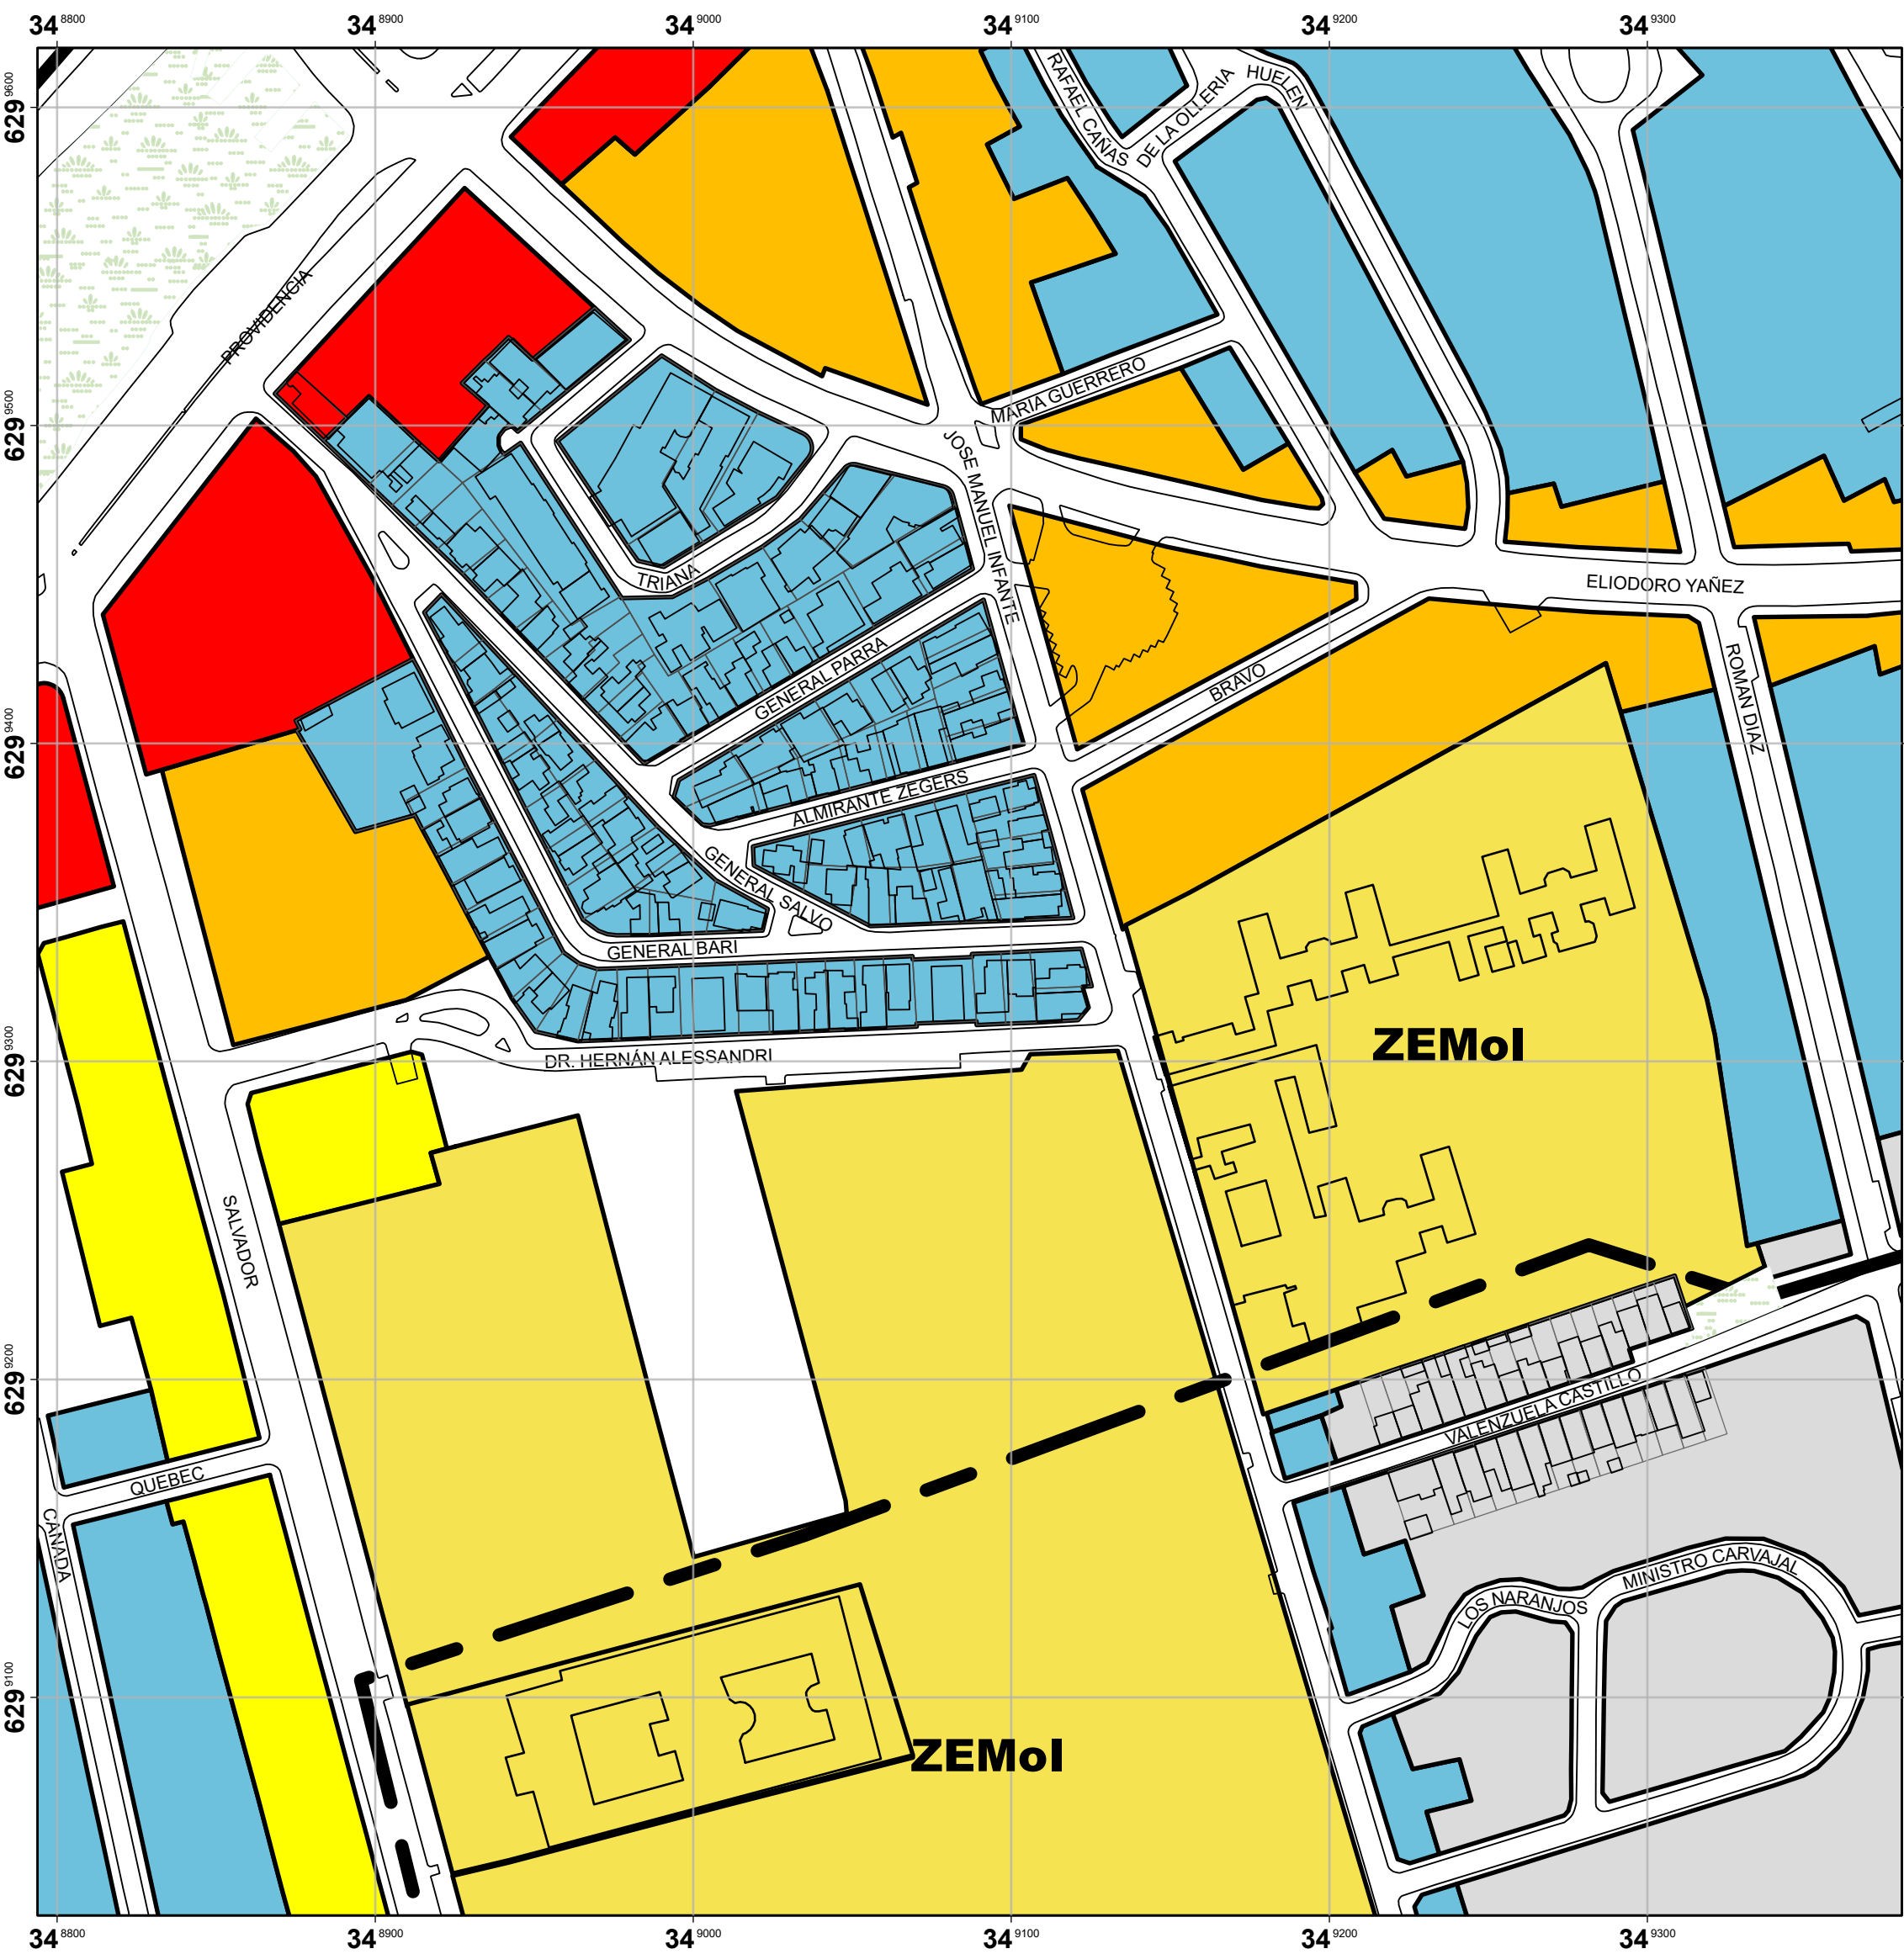 34 8800
34 8900
34 9000
34 9100
34 9200
34 9300
629 9600
629 9500
629 9400
629 9300
629 9200
629 9100
RAFAEL CAÑAS
DE LA OLLERIA
HUELEN
PROVIDENCIA
MARIA GUERRERO
JOSE MANUEL INFANTE
TRIANA
ELIODORO YAÑEZ
GENERAL PARRA
BRAVO
ROMAN DIAZ
ALMIRANTE ZEGERS
GENERAL SALVO
GENERAL BARI
DR. HERNÁN ALESSANDRI
ZEMol
SALVADOR
VALENZUELA CASTILLO
QUEBEC
CANADA
MINISTRO CARVAJAL
LOS NARANJOS
ZEMol
34 8800
34 8900
34 9000
34 9100
34 9200
34 9300